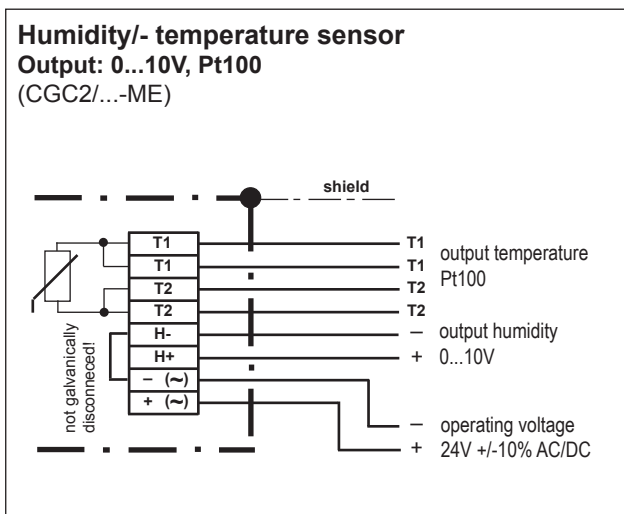 Humidity/- temperature sensor
Output: 0...10V, Pt100
(CGC2/...-ME)
shield
T1
T1
T2
T2
H-
H+
– (~)
+ (~)
not galvanically
disconneced!
T1
T1
T2
T2
–
+
output temperature
Pt100
output humidity
0...10V
– operating voltage
+ 24V +/-10% AC/DC